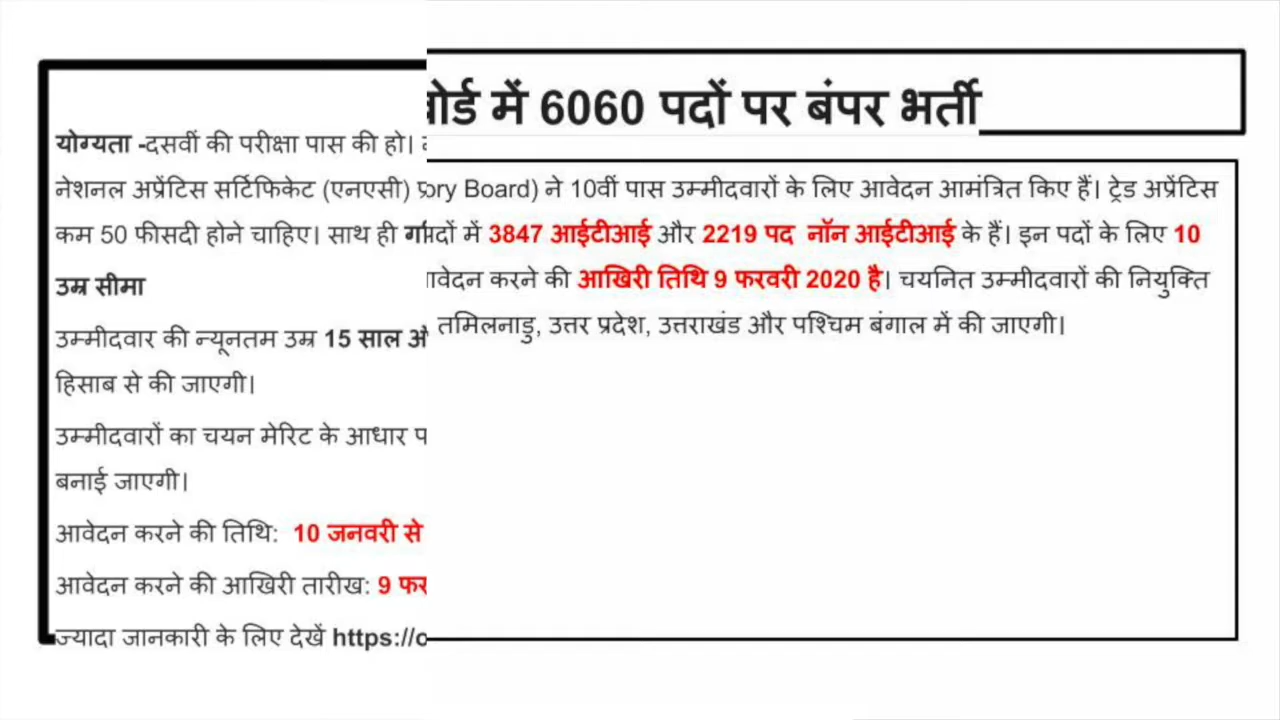 में 6060 पदों पर बंपर भर्ती
योग्यता -दसवीं की परीक्षा पास की हो।
नेशनल अप्रेंटिस सर्टिफिकेट (एनएसी)
कम 50 फीसदी होने चाहिए। साथ ही
उम्र सीमा
उम्मीदवार की न्यूनतम उम्र 15 साल
हिसाब से की जाएगी।
उम्मीदवारों का चयन मेरिट के आधार
बनाई जाएगी।
आवेदन करने की तिथि: 10 जनवरी से
आवेदन करने की आखिरी तारीख: 9
ज्यादा जानकारी के लिए देखें https://
Board) ने 10वीं पास उम्मीदवारों के लिए आवेदन आमंत्रित किए हैं। ट्रेड अप्रेंटिस
में 3847 आईटीआई और 2219 पद नॉन आईटीआई के हैं। इन पदों के लिए 10
करने की आखिरी तिथि 9 फरवरी 2020 है। चयनित उम्मीदवारों की नियुक्ति
तमिलनाडु, उत्तर प्रदेश, उत्तराखंड और पश्चिम बंगाल में की जाएगी।